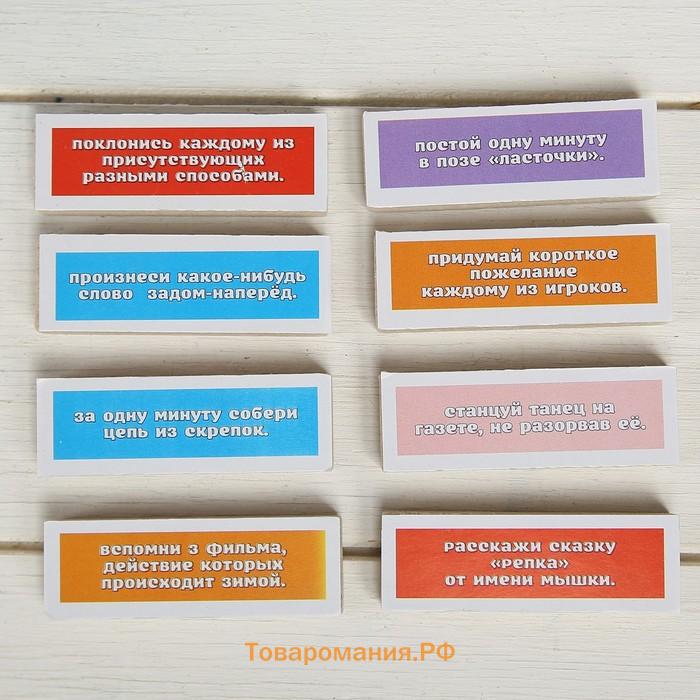 поклонись каждому из
присутствующих
разными способами.
постой одну минуту
в позе «ласточки».
произнеси какое-нибудь
слово задом-наперёд.
придумай короткое
пожелание
каждому из игроков.
за одну минуту собери
цепь из скрепок.
станцуй танец на
газете, не разорвав её.
вспомни 3 фильма,
действие которых
происходит зимой.
расскажи сказку
«репка»
от имени мышки.
Товаромания.РФ